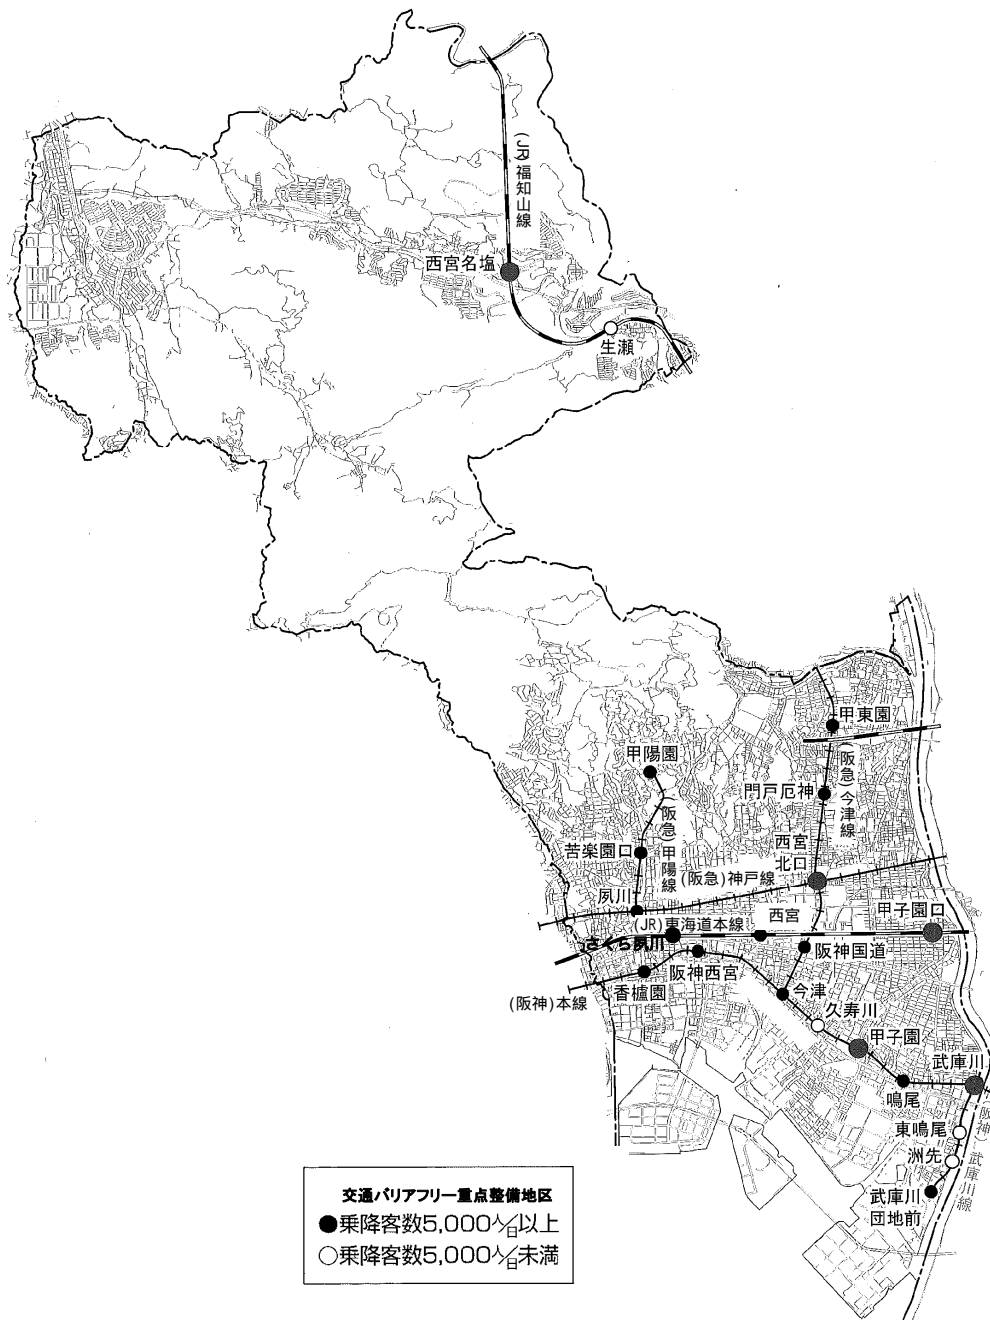 (JR)福知山線
西宮名塩
生瀬
甲東園
(阪急)今津線
甲陽園
門戸厄神
(阪急)甲陽線
西宮
北口
苦楽園口
(阪急)神戸線
夙川
(JR)東海道本線
西宮
甲子園口
さくら夙川
阪神西宮
阪神国道
香櫨園
今津
(阪神)本線
久寿川
甲子園
武庫川
鳴尾
(阪神)武庫川線
東鳴尾
洲先
武庫川
団地前
交通バリアフリー重点整備地区
●乗降客数5,000人/日以上
○乗降客数5,000人/日未満